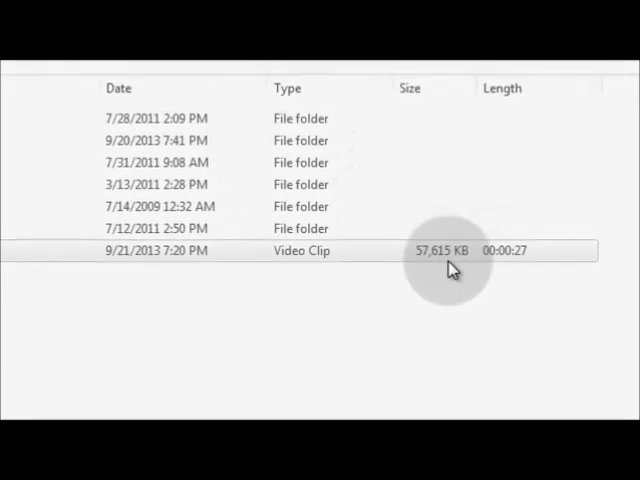 Date Type Size Length
7/28/2011 2:09 PM File folder
9/20/2013 7:41 PM File folder
7/31/2011 9:08 AM File folder
3/13/2011 2:28 PM File folder
7/14/2009 12:32 AM File folder
7/12/2011 2:50 PM File folder
9/21/2013 7:20 PM Video Clip 57,615 KB 00:00:27